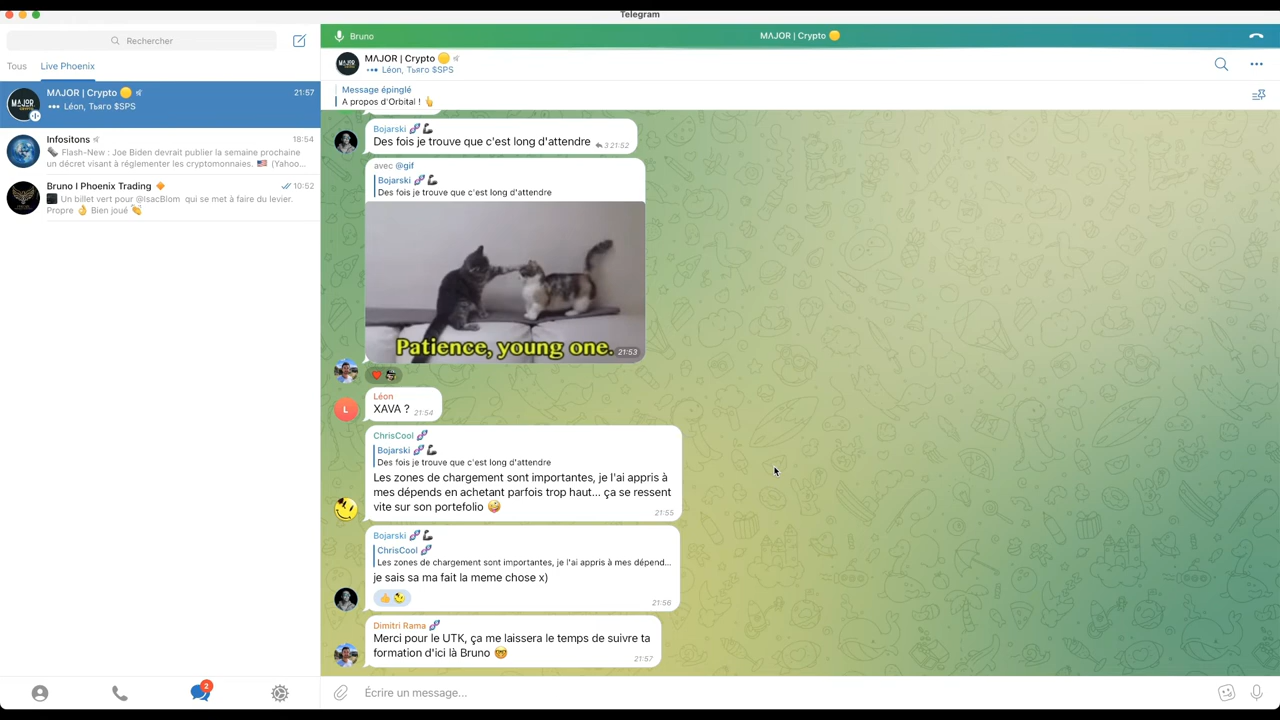 Telegram
Rechercher
Tous
Live Phoenix
MΛJOR | Crypto 🟡
21:57
••• Léon, Тьяго $SPS
Infositons
18:54
🗞 Flash-New : Joe Biden devrait publier la semaine prochaine
un décret visant à réglementer les cryptomonnaies. 🇺🇸 (Yahoo...
Bruno I Phoenix Trading 🔸
10:52
⬛ Un billet vert pour @IsacBlom qui se met à faire du levier.
Propre 👌 Bien joué 👏
2
Bruno
MΛJOR | Crypto 🟡
MΛJOR | Crypto 🟡
••• Léon, Тьяго $SPS
Message épinglé
A propos d'Orbital ! 👆
Bojarski 🧬 🦾
Des fois je trouve que c'est long d'attendre
3 21:52
avec @gif
Bojarski 🧬 🦾
Des fois je trouve que c'est long d'attendre
Patience, young one.
21:53
Léon
L
XAVA ?
21:54
ChrisCool 🧬
Bojarski 🧬 🦾
Des fois je trouve que c'est long d'attendre
Les zones de chargement sont importantes, je l'ai appris à
mes dépends en achetant parfois trop haut... ça se ressent
vite sur son portefolio 🤪
21:55
Bojarski 🧬 🦾
ChrisCool 🧬
Les zones de chargement sont importantes, je l'ai appris à mes dépend...
je sais sa ma fait la meme chose x)
21:56
Dimitri Rama 🧬
Merci pour le UTK, ça me laissera le temps de suivre ta
formation d'ici là Bruno 🤓
21:57
Écrire un message...